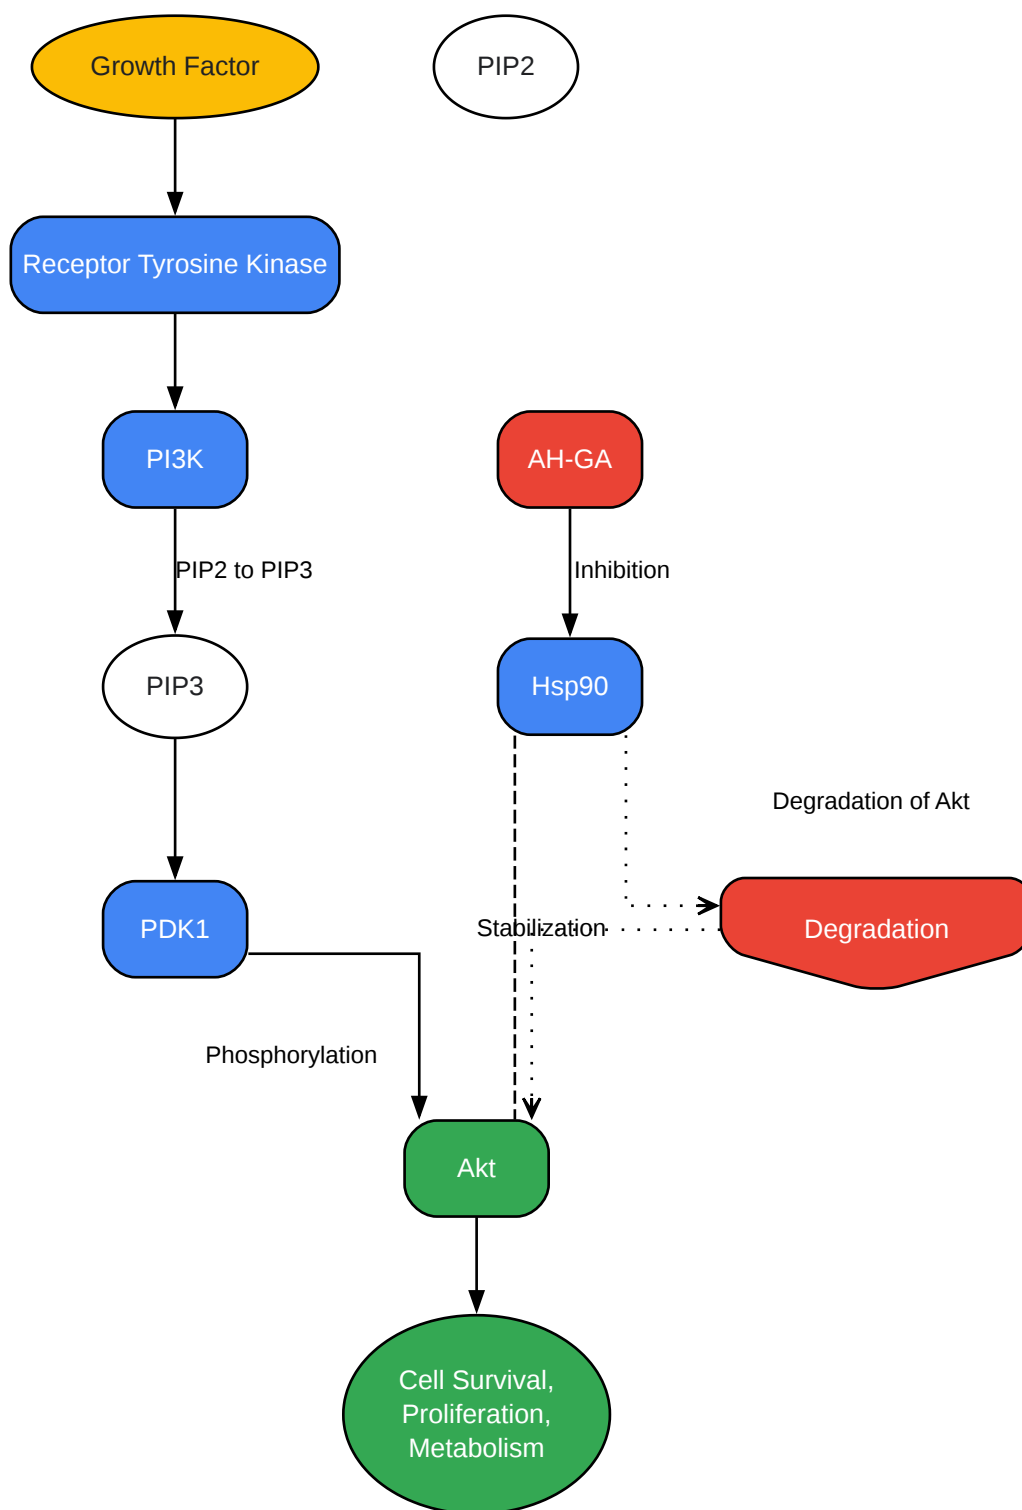 Growth Factor
PIP2
Receptor Tyrosine Kinase
PI3K
AH-GA
PIP2 to PIP3
Inhibition
PIP3
Hsp90
Degradation of Akt
PDK1
Stabilization
Degradation
Phosphorylation
Akt
Cell Survival,
Proliferation,
Metabolism